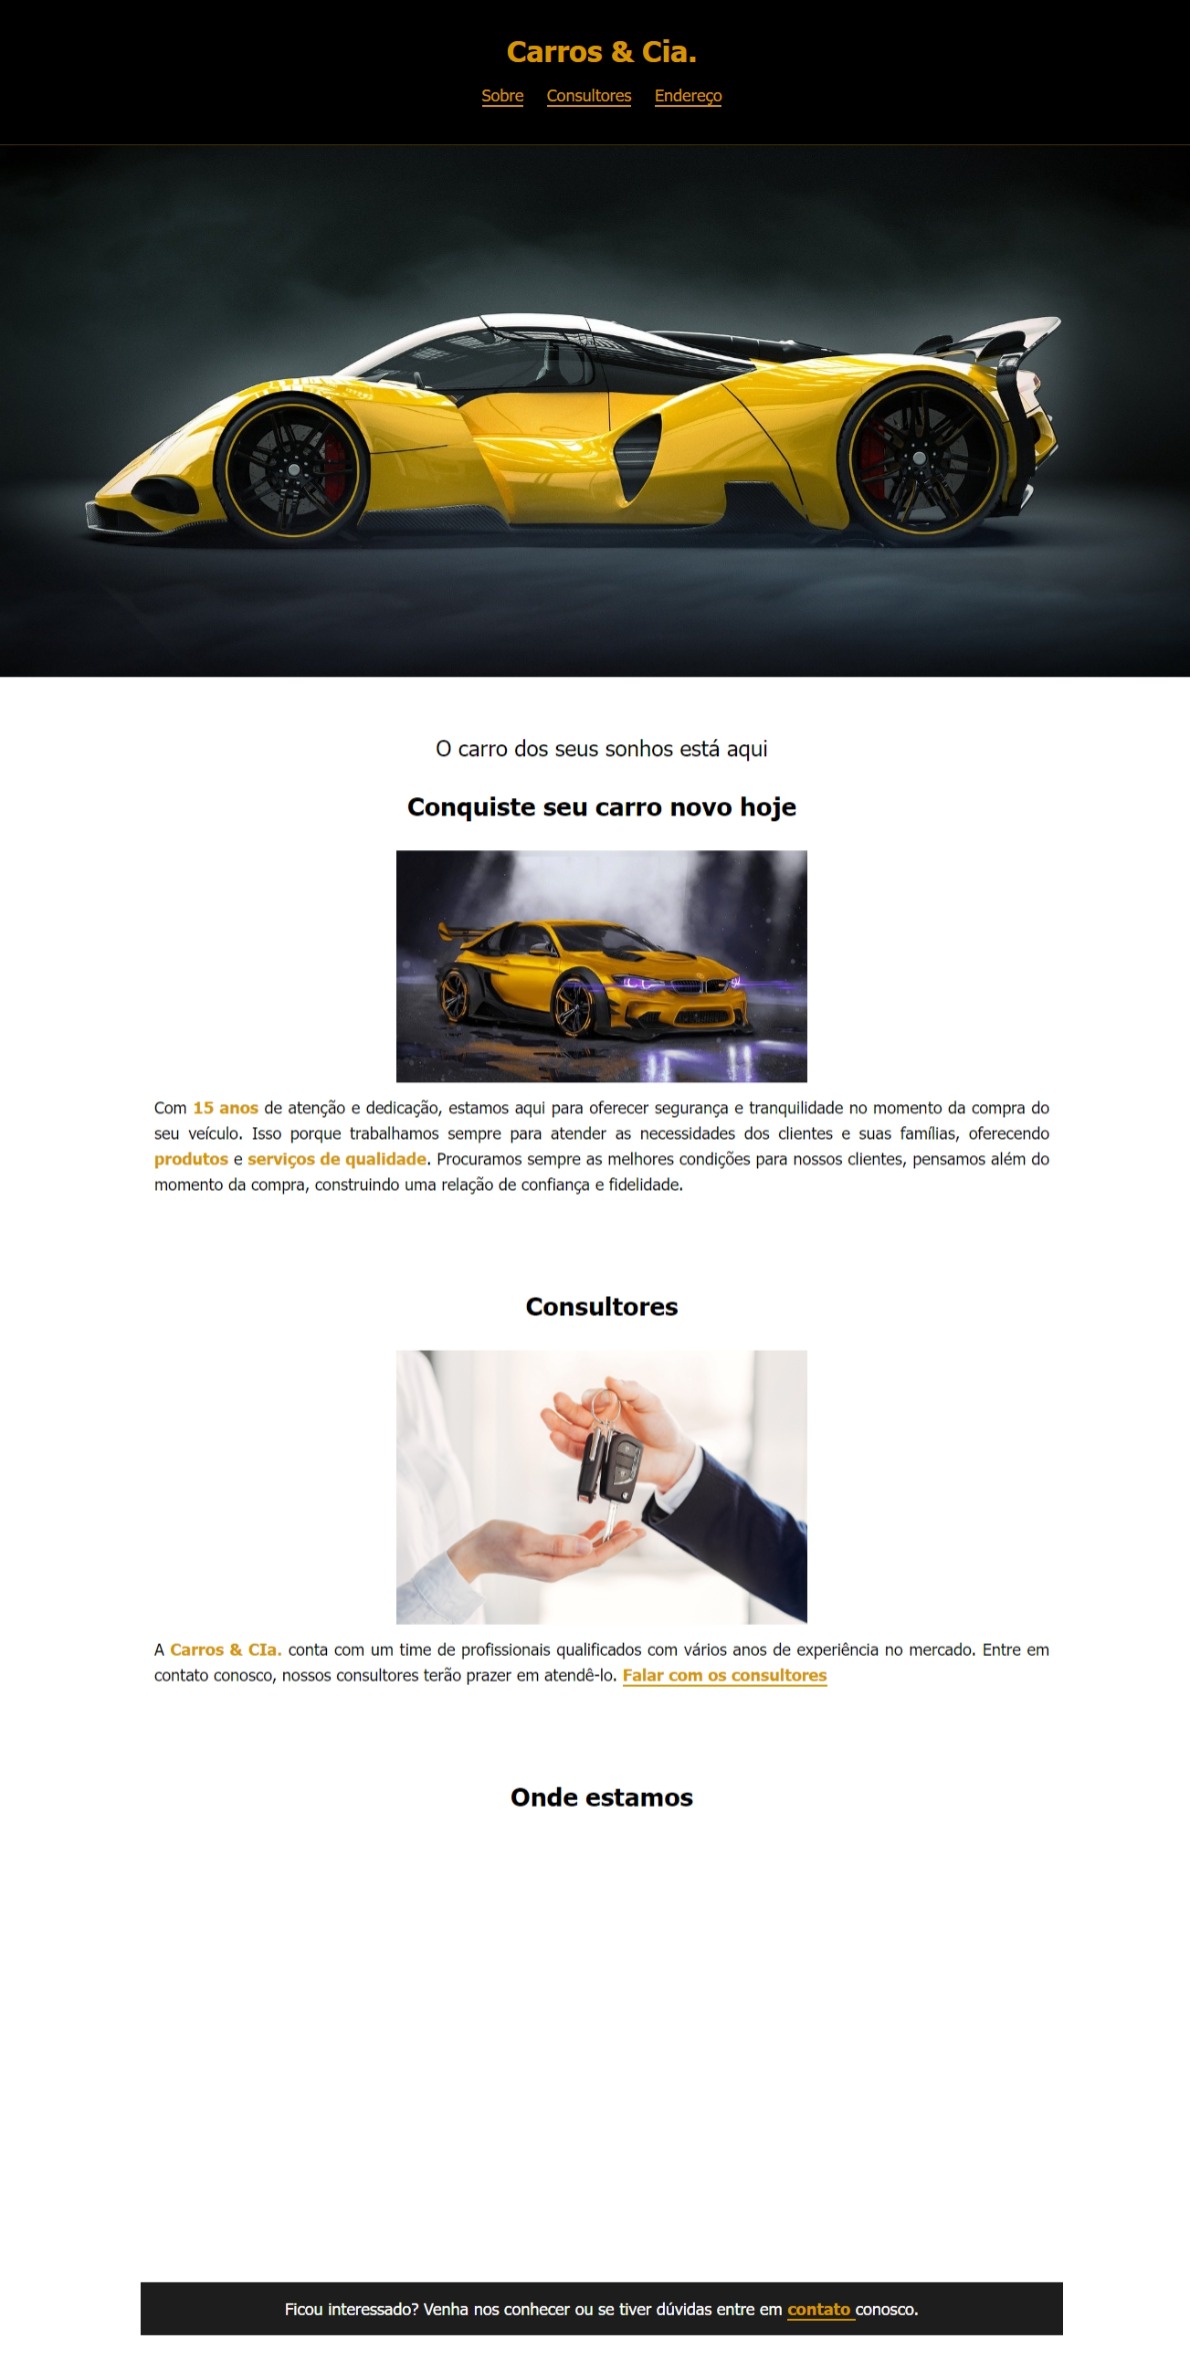 Carros & Cia.
Sobre Consultores Endereço
O carro dos seus sonhos está aqui
Conquiste seu carro novo hoje
Com 15 anos de atenção e dedicação, estamos aqui para oferecer segurança e tranquilidade no momento da compra do
seu veículo. Isso porque trabalhamos sempre para atender as necessidades dos clientes e suas famílias, oferecendo
produtos e serviços de qualidade. Procuramos sempre as melhores condições para nossos clientes, pensamos além do
momento da compra, construindo uma relação de confiança e fidelidade.
Consultores
A Carros & CIa. conta com um time de profissionais qualificados com vários anos de experiência no mercado. Entre em
contato conosco, nossos consultores terão prazer em atendê-lo. Falar com os consultores
Onde estamos
Ficou interessado? Venha nos conhecer ou se tiver dúvidas entre em contato conosco.